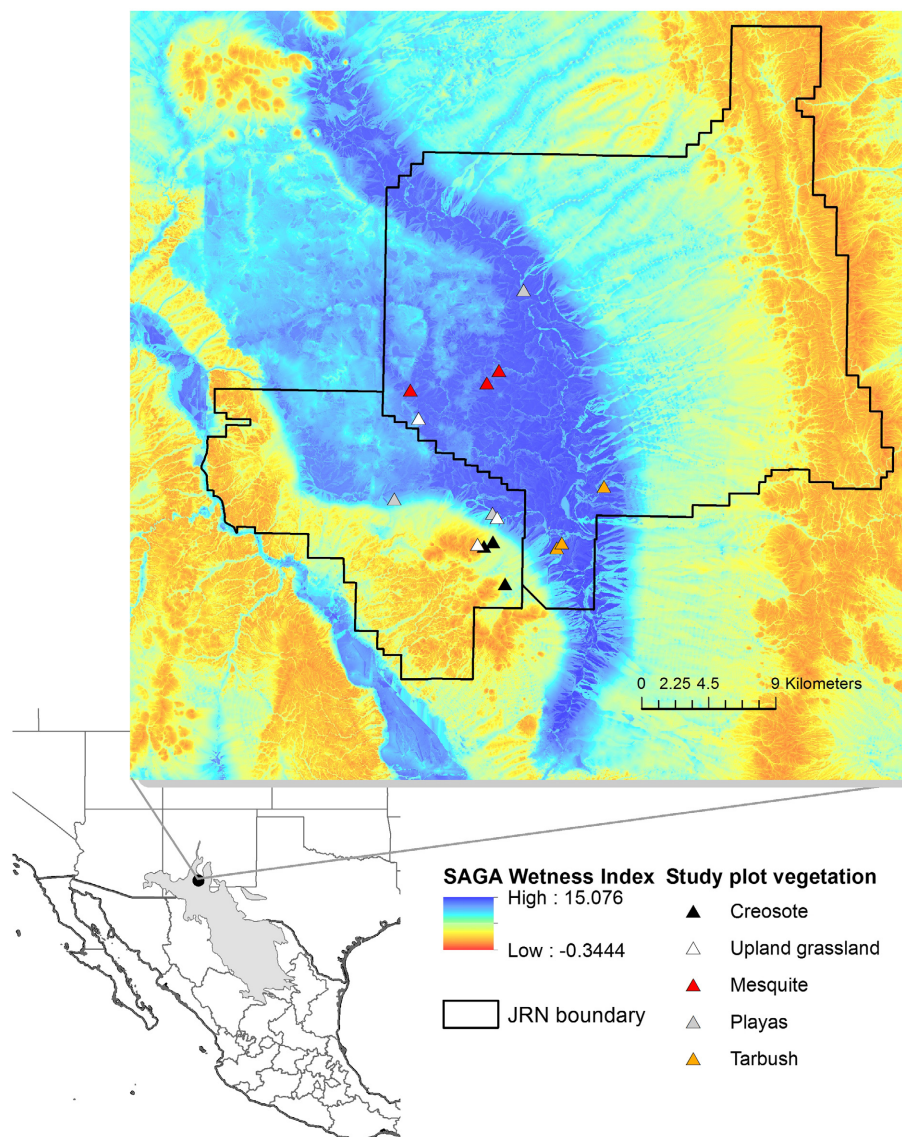 0 2.25 4.5 9 Kilometers
SAGA Wetness Index
High : 15.076
Low : -0.3444
JRN boundary
Study plot vegetation
Creosote
Upland grassland
Mesquite
Playas
Tarbush